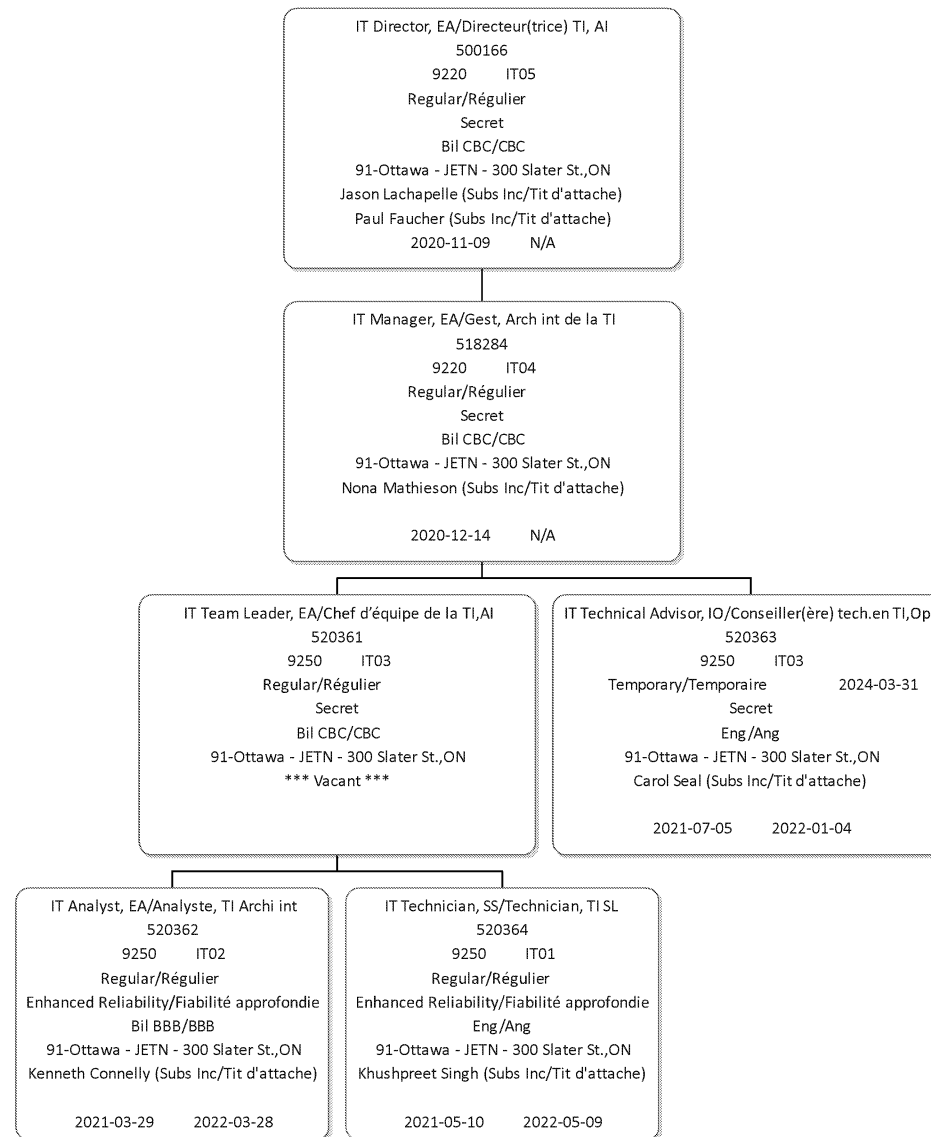 IT Director, EA/Directeur(trice) TI, AI
500166
9220 IT05
Regular/Régulier
Secret
Bil CBC/CBC
91-Ottawa - JETN - 300 Slater St.,ON
Jason Lachapelle (Subs Inc/Tit d'attache)
Paul Faucher (Subs Inc/Tit d'attache)
2020-11-09 N/A
IT Manager, EA/Gest, Arch int de la TI
518284
9220 IT04
Regular/Régulier
Secret
Bil CBC/CBC
91-Ottawa - JETN - 300 Slater St.,ON
Nona Mathieson (Subs Inc/Tit d'attache)
2020-12-14 N/A
IT Team Leader, EA/Chef d’équipe de la TI,AI
520361
9250 IT03
Regular/Régulier
Secret
Bil CBC/CBC
91-Ottawa - JETN - 300 Slater St.,ON
*** Vacant ***
IT Technical Advisor, IO/Conseiller(ère) tech.en TI,Op
520363
9250 IT03
Temporary/Temporaire 2024-03-31
Secret
Eng/Ang
91-Ottawa - JETN - 300 Slater St.,ON
Carol Seal (Subs Inc/Tit d'attache)
2021-07-05 2022-01-04
IT Analyst, EA/Analyste, TI Archi int
520362
9250 IT02
Regular/Régulier
Enhanced Reliability/Fiabilité approfondie
Bil BBB/BBB
91-Ottawa - JETN - 300 Slater St.,ON
Kenneth Connelly (Subs Inc/Tit d'attache)
2021-03-29 2022-03-28
IT Technician, SS/Technician, TI SL
520364
9250 IT01
Regular/Régulier
Enhanced Reliability/Fiabilité approfondie
Eng/Ang
91-Ottawa - JETN - 300 Slater St.,ON
Khushpreet Singh (Subs Inc/Tit d'attache)
2021-05-10 2022-05-09